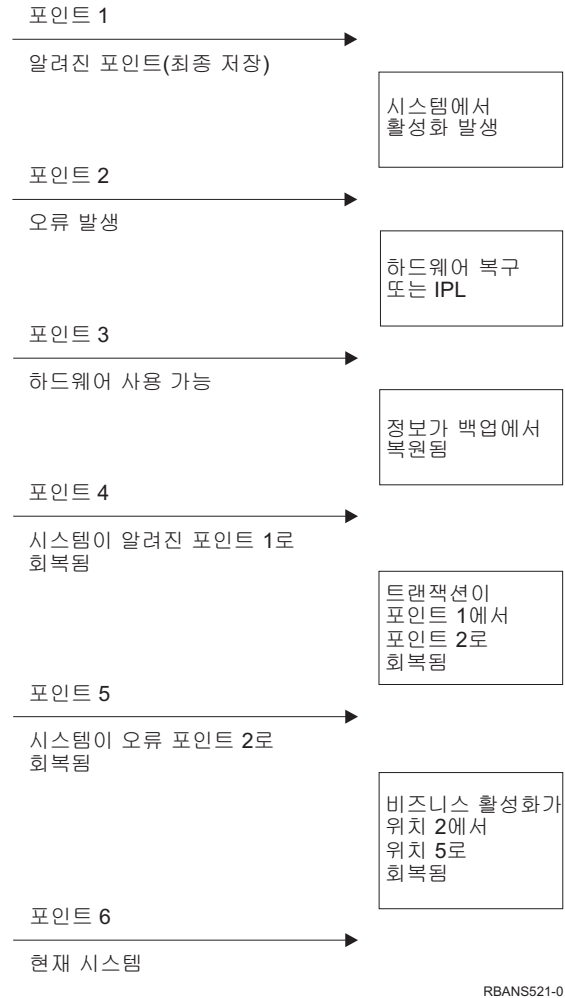 포인트 1
알려진 포인트(최종 저장)
시스템에서
활성화 발생
포인트 2
오류 발생
하드웨어 복구
또는 IPL
포인트 3
하드웨어 사용 가능
정보가 백업에서
복원됨
포인트 4
시스템이 알려진 포인트 1로
회복됨
트랜잭션이
포인트 1에서
포인트 2로
회복됨
포인트 5
시스템이 오류 포인트 2로
회복됨
비즈니스 활성화가
위치 2에서
위치 5로
회복됨
포인트 6
현재 시스템
RBANS521-0